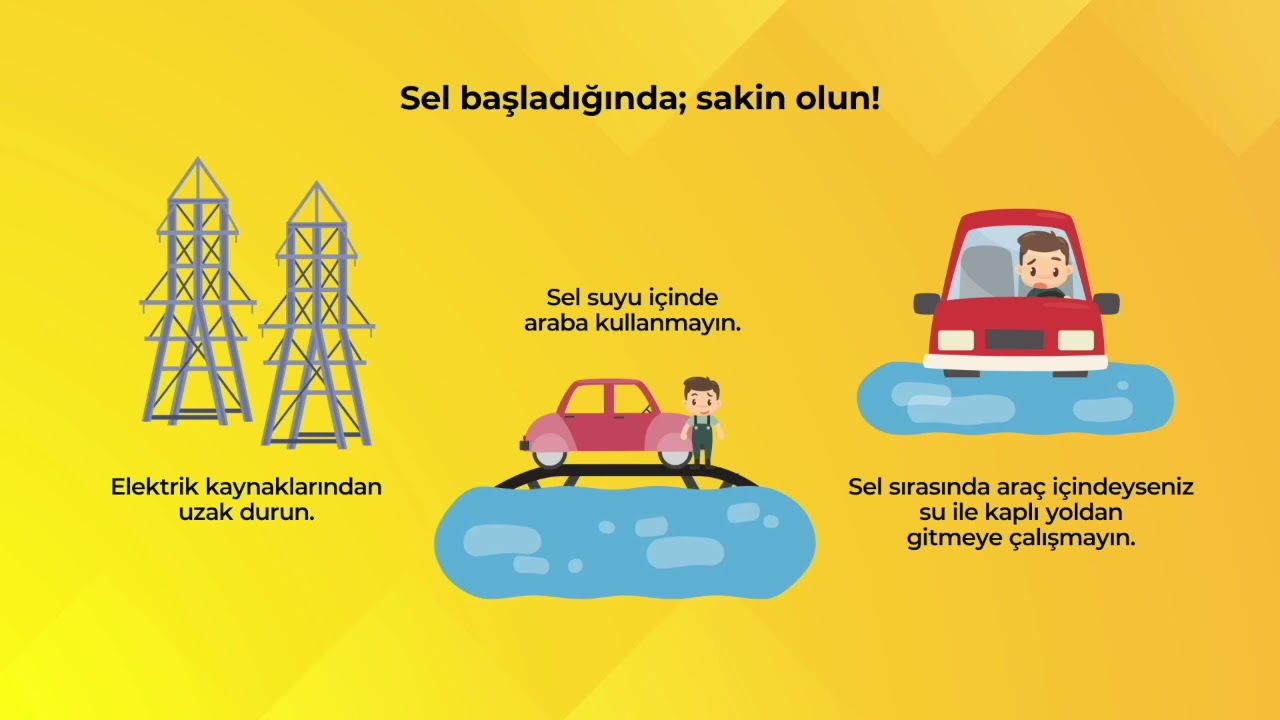 Sel başladığında; sakin olun!
Elektrik kaynaklarından
uzak durun.
Sel suyu içinde
araba kullanmayın.
Sel sırasında araç içindeyseniz
su ile kaplı yoldan
gitmeye çalışmayın.